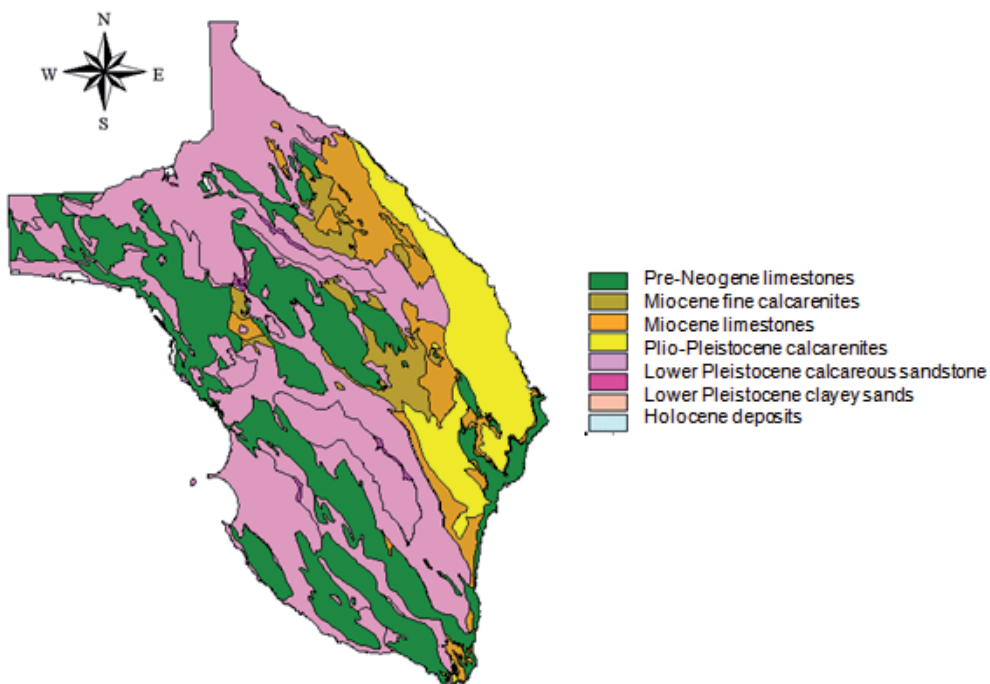 N
W E
S
Pre-Neogene limestones
Miocene fine calcarenites
Miocene limestones
Plio-Pleistocene calcarenites
Lower Pleistocene calcareous sandstone
Lower Pleistocene clayey sands
Holocene deposits